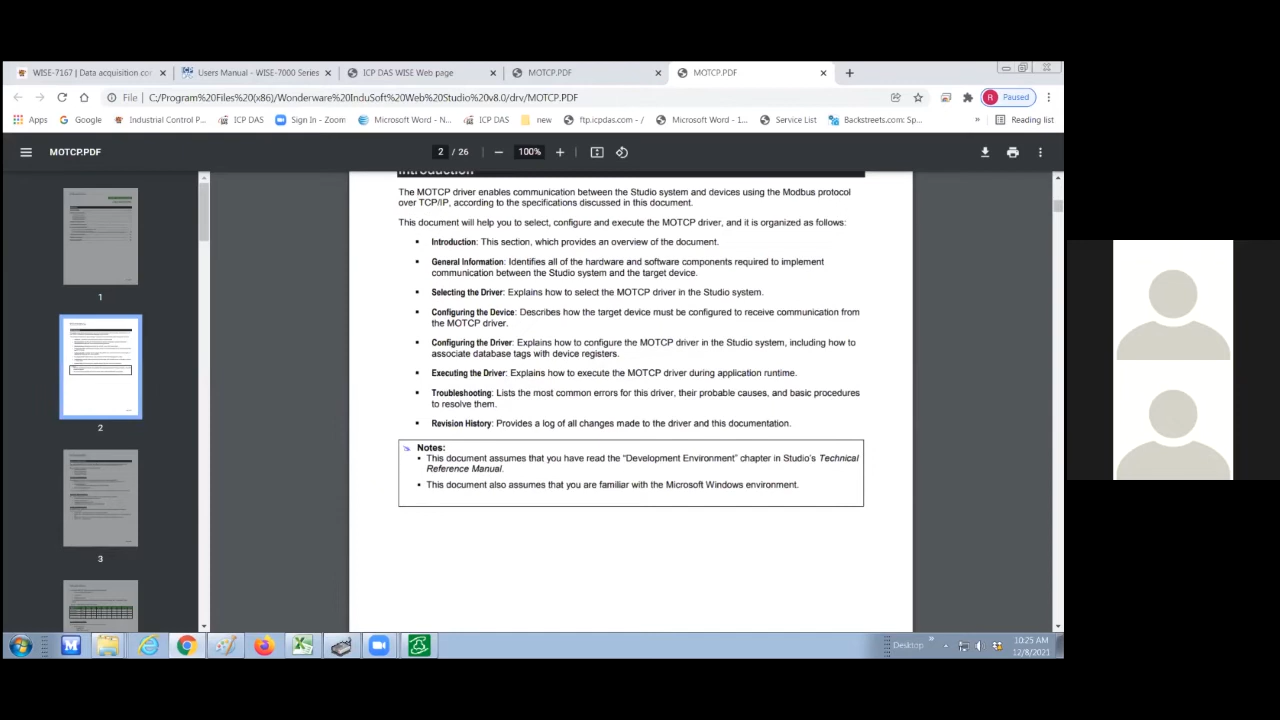 WISE-7167 | Data acquisition co
Users Manual - WISE-7000 Series
ICP DAS WISE Web page
MOTCP.PDF
MOTCP.PDF
File
C:/Program%20Files%20(x86)/Wonderware%20InduSoft%20Web%20Studio%20v8.0/drv/MOTCP.PDF
R
Paused
Apps
Google
Industrial Control P...
ICP DAS
Sign In - Zoom
Microsoft Word - N...
ICP DAS
new
ftp.icpdas.com - /
Microsoft Word - 1...
Service List
Backstreets.com: Sp...
»
Reading list
MOTCP.PDF
2 / 26
100%
1
2
3
Introduction
The MOTCP driver enables communication between the Studio system and devices using the Modbus protocol
over TCP/IP, according to the specifications discussed in this document.
This document will help you to select, configure and execute the MOTCP driver, and it is organized as follows:
Introduction: This section, which provides an overview of the document.
General Information: Identifies all of the hardware and software components required to implement
communication between the Studio system and the target device.
Selecting the Driver: Explains how to select the MOTCP driver in the Studio system.
Configuring the Device: Describes how the target device must be configured to receive communication from
the MOTCP driver.
Configuring the Driver: Explains how to configure the MOTCP driver in the Studio system, including how to
associate database tags with device registers.
Executing the Driver: Explains how to execute the MOTCP driver during application runtime.
Troubleshooting: Lists the most common errors for this driver, their probable causes, and basic procedures
to resolve them.
Revision History: Provides a log of all changes made to the driver and this documentation.
Notes:
• This document assumes that you have read the “Development Environment” chapter in Studio’s Technical
Reference Manual.
• This document also assumes that you are familiar with the Microsoft Windows environment.
Desktop
»
10:25 AM
12/8/2021